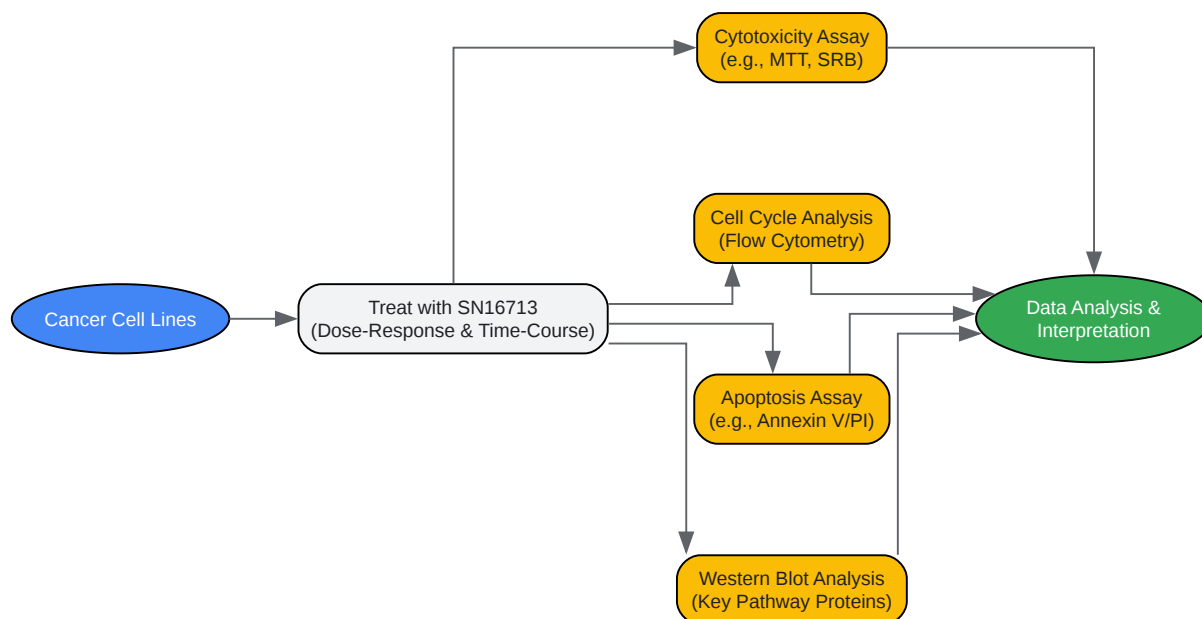 Cytotoxicity Assay
(e.g., MTT, SRB)
Cell Cycle Analysis
(Flow Cytometry)
Cancer Cell Lines
Treat with SN16713
(Dose-Response & Time-Course)
Data Analysis &
Interpretation
Apoptosis Assay
(e.g., Annexin V/PI)
Western Blot Analysis
(Key Pathway Proteins)